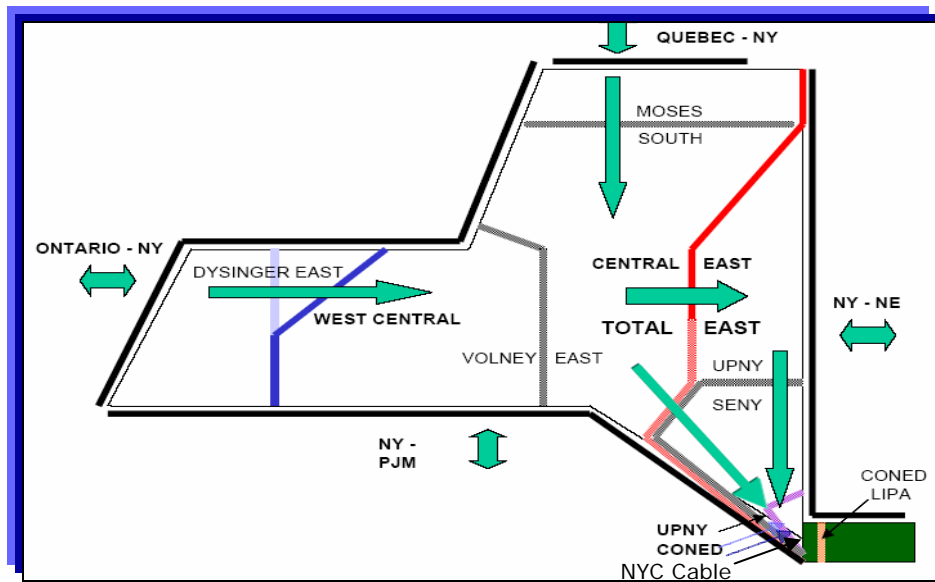 QUEBEC - NY
MOSES
SOUTH
ONTARIO - NY
DYSINGER EAST
WEST CENTRAL
CENTRAL EAST
TOTAL EAST
NY - NE
VOLNEY EAST
UPNY
SENY
NY -
PJM
CONED
LIPA
UPNY
CONED
NYC Cable